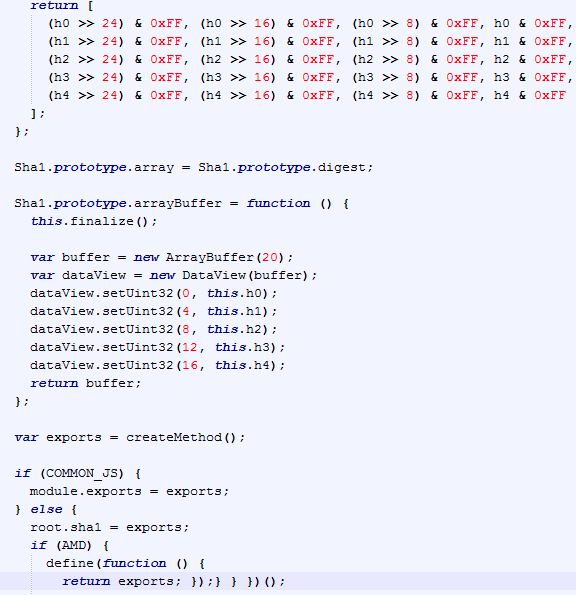 return [
(h0 >> 24) & 0xFF, (h0 >> 16) & 0xFF, (h0 >> 8) & 0xFF, h0 & 0xFF,
(h1 >> 24) & 0xFF, (h1 >> 16) & 0xFF, (h1 >> 8) & 0xFF, h1 & 0xFF,
(h2 >> 24) & 0xFF, (h2 >> 16) & 0xFF, (h2 >> 8) & 0xFF, h2 & 0xFF,
(h3 >> 24) & 0xFF, (h3 >> 16) & 0xFF, (h3 >> 8) & 0xFF, h3 & 0xFF,
(h4 >> 24) & 0xFF, (h4 >> 16) & 0xFF, (h4 >> 8) & 0xFF, h4 & 0xFF
];
};
Sha1.prototype.array = Sha1.prototype.digest;
Sha1.prototype.arrayBuffer = function () {
this.finalize();
var buffer = new ArrayBuffer(20);
var dataView = new DataView(buffer);
dataView.setUint32(0, this.h0);
dataView.setUint32(4, this.h1);
dataView.setUint32(8, this.h2);
dataView.setUint32(12, this.h3);
dataView.setUint32(16, this.h4);
return buffer;
};
var exports = createMethod();
if (COMMON_JS) {
module.exports = exports;
} else {
root.sha1 = exports;
if (AMD) {
define(function () {
return exports; });} } })();